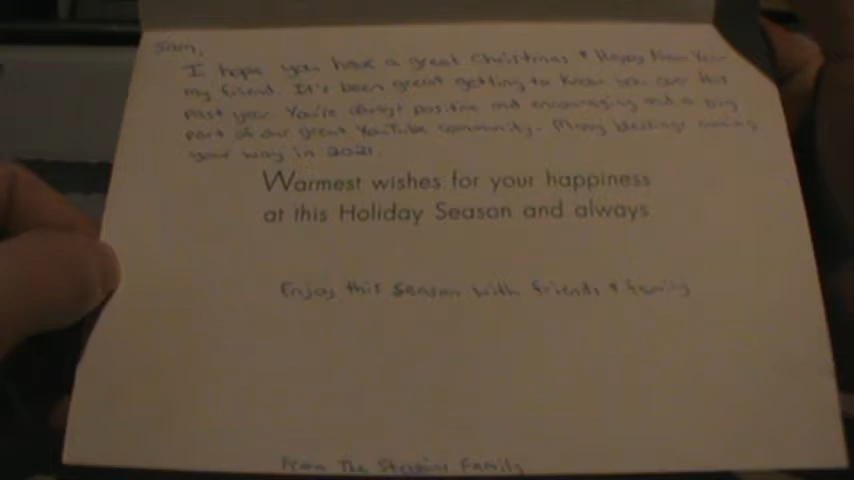 Sam,
I hope you have a great Christmas & Happy New Year
my friend. It's been great getting to know you over this
past year. You're always positive and encouraging and a big
part of our great YouTube community. Many blessings coming
your way in 2021.
Warmest wishes for your happiness
at this Holiday Season and always
Enjoy this season with friends & family
From The Family